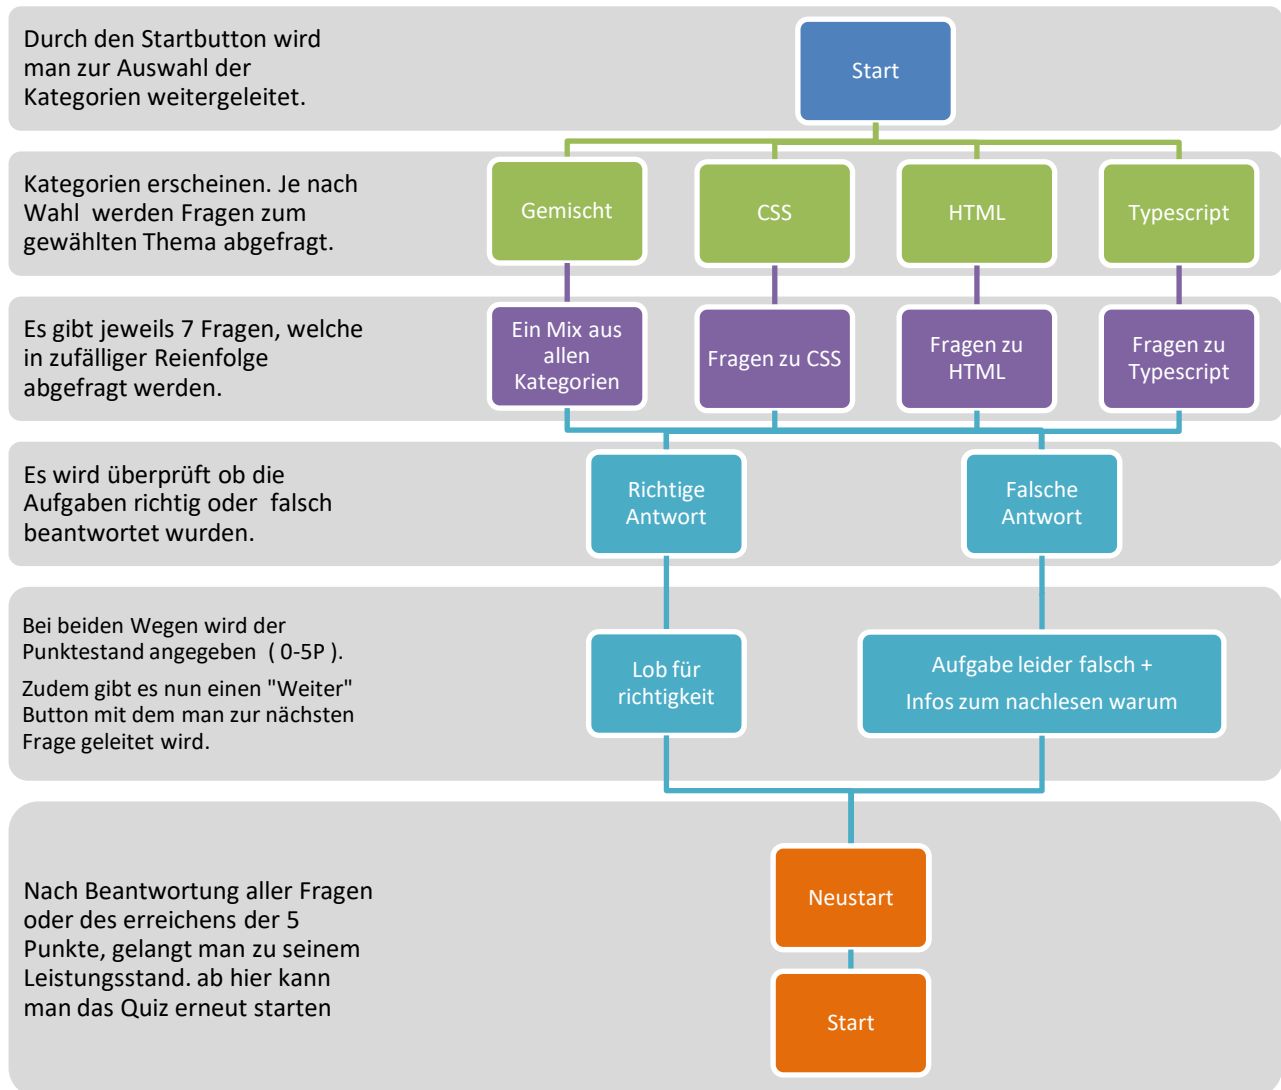 Durch den Startbutton wird
man zur Auswahl der
Kategorien weitergeleitet.
Start
Kategorien erscheinen. Je nach
Wahl  werden Fragen zum
gewählten Thema abgefragt.
Gemischt
CSS
HTML
Typescript
Es gibt jeweils 7 Fragen, welche
in zufälliger Reienfolge
abgefragt werden.
Ein Mix aus
allen
Kategorien
Fragen zu CSS
Fragen zu
HTML
Fragen zu
Typescript
Es wird überprüft ob die
Aufgaben richtig oder  falsch
beantwortet wurden.
Richtige
Antwort
Falsche
Antwort
Bei beiden Wegen wird der
Punktestand angegeben  ( 0-5P ).
Zudem gibt es nun einen "Weiter"
Button mit dem man zur nächsten
Frage geleitet wird.
Lob für
richtigkeit
Aufgabe leider falsch +
Infos zum nachlesen warum
Nach Beantwortung aller Fragen
oder des erreichens der 5
Punkte, gelangt man zu seinem
Leistungsstand. ab hier kann
man das Quiz erneut starten
Neustart
Start